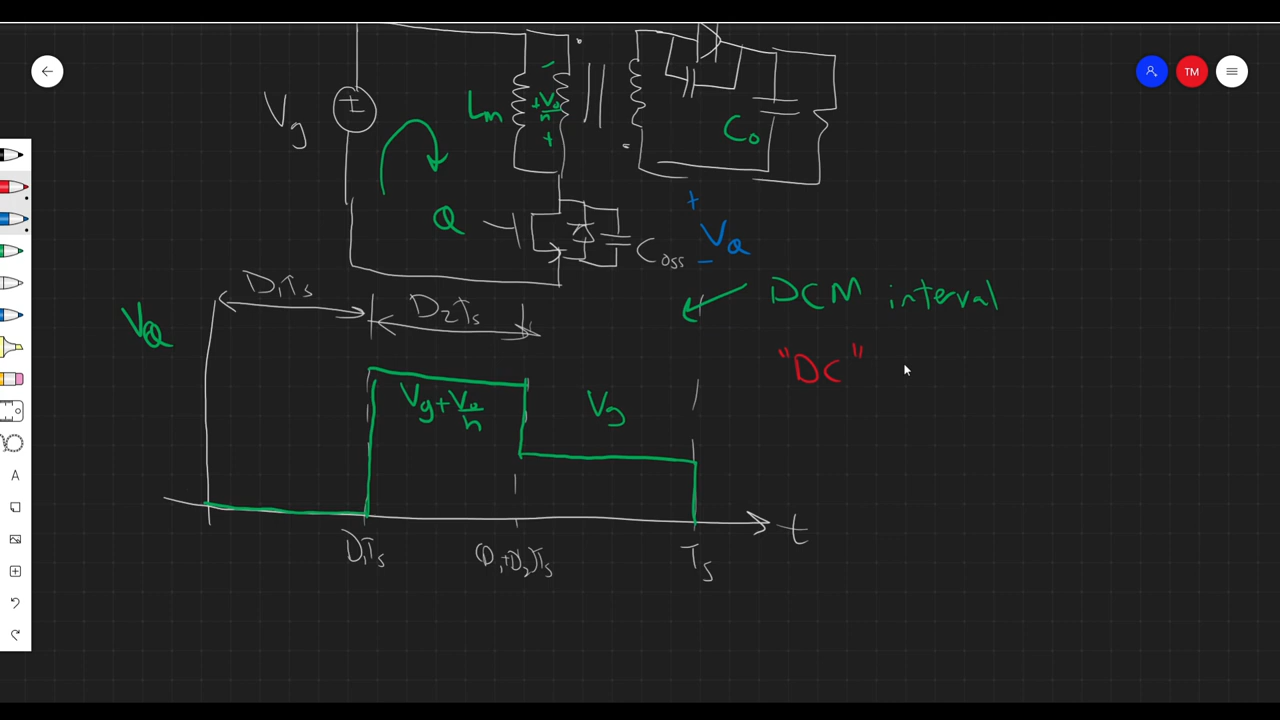 TM
Vg
+
Lm
-
+Vo/n
+
Co
Q
Coss
+
VQ
-
D1Ts
D2Ts
DCM interval
VQ
"DC"
Vg+Vo/n
Vg
A
D1Ts
(D1+D2)Ts
Ts
t